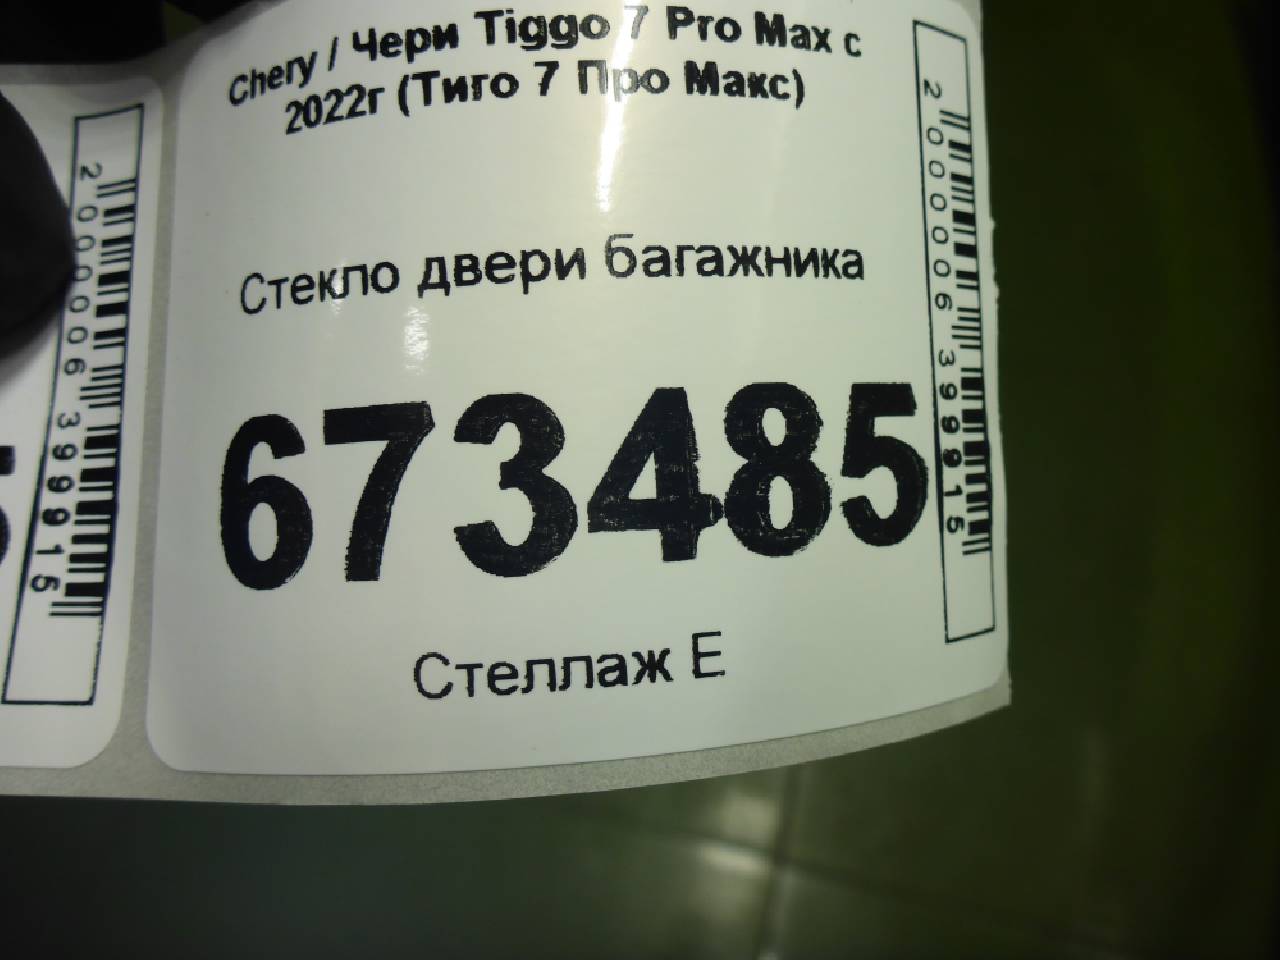 Chery / Чери Tiggo 7 Pro Max с
2022г (Тиго 7 Про Макс)
Стекло двери багажника
673485
Стеллаж Е
2000006399915
2000006399915